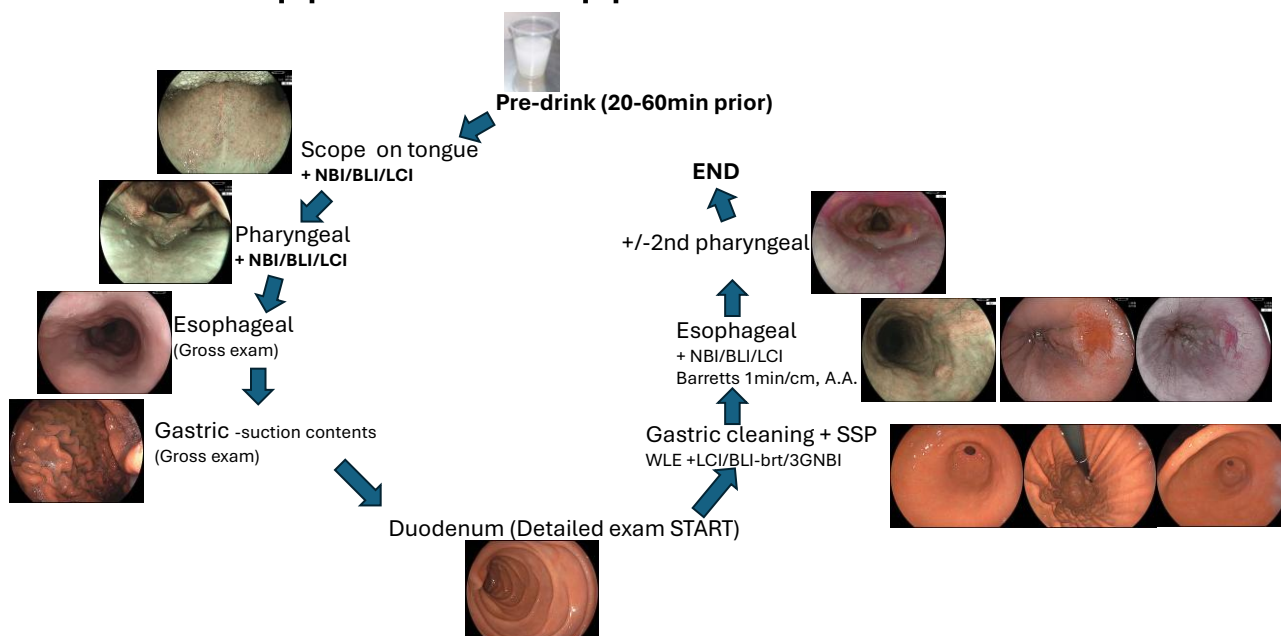 Pre-drink (20-60min prior)
Scope on tongue
+ NBI/BLI/LCI
Pharyngeal
+ NBI/BLI/LCI
Esophageal
(Gross exam)
Gastric -suction contents
(Gross exam)
Duodenum (Detailed exam START)
Gastric cleaning + SSP
WLE +LCI/BLI-brt/3GNBI
Esophageal
+ NBI/BLI/LCI
Barretts 1min/cm, A.A.
+/-2nd pharyngeal
END